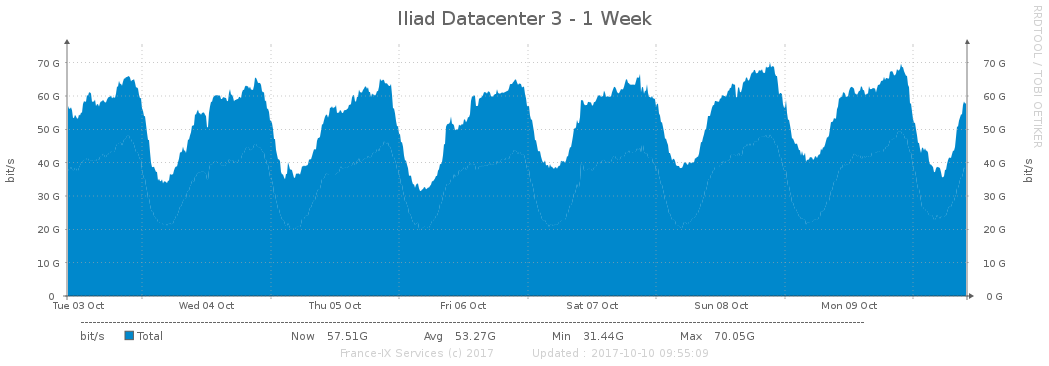 Iliad Datacenter 3 - 1 Week
RRDTOOL / TOBI OETIKER
bit/s
70 G
60 G
50 G
40 G
30 G
20 G
10 G
0
70 G
60 G
50 G
40 G
30 G
20 G
10 G
0 G
bit/s
Tue 03 Oct Wed 04 Oct Thu 05 Oct Fri 06 Oct Sat 07 Oct Sun 08 Oct Mon 09 Oct
bit/s Total Now 57.51G Avg 53.27G Min 31.44G Max 70.05G
France-IX Services (c) 2017 Updated : 2017-10-10 09:55:09